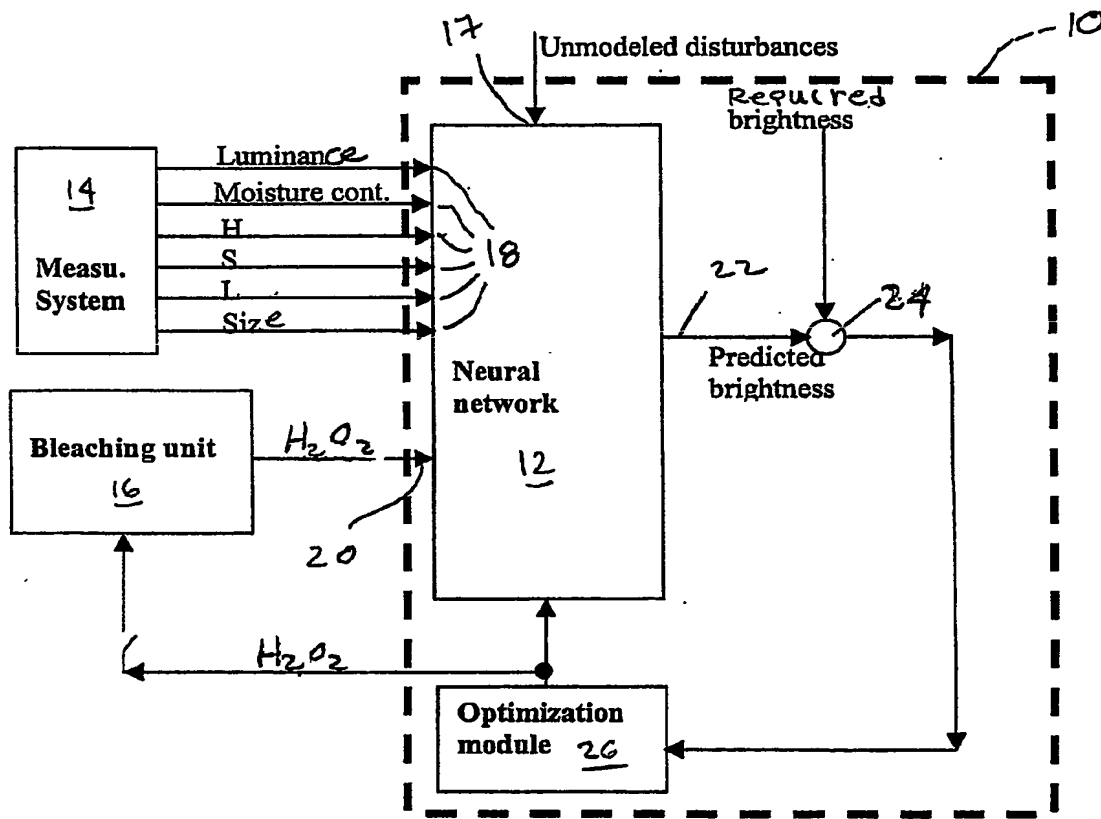 17
Unmodeled disturbances
10
Required
brightness
Luminance
14
Moisture cont.
H
18
S
Measu.
System
L
Size
22
24
Predicted
brightness
Neural
network
12
Bleaching unit
16
H2O2
20
H2O2
Optimization
module 26